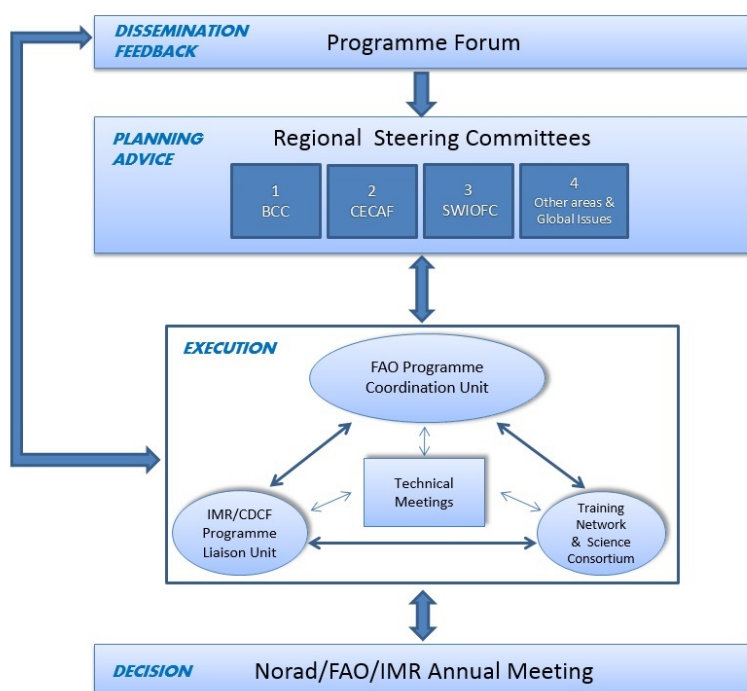 DISSEMINATION
FEEDBACK
Programme Forum
PLANNING
ADVICE
Regional Steering Committees
1
BCC
2
CECAF
3
SWIOFC
4
Other areas &
Global Issues
EXECUTION
FAO Programme
Coordination Unit
Technical
Meetings
IMR/CDCF
Programme
Liaison Unit
Training
Network
& Science
Consortium
DECISION
Norad/FAO/IMR Annual Meeting